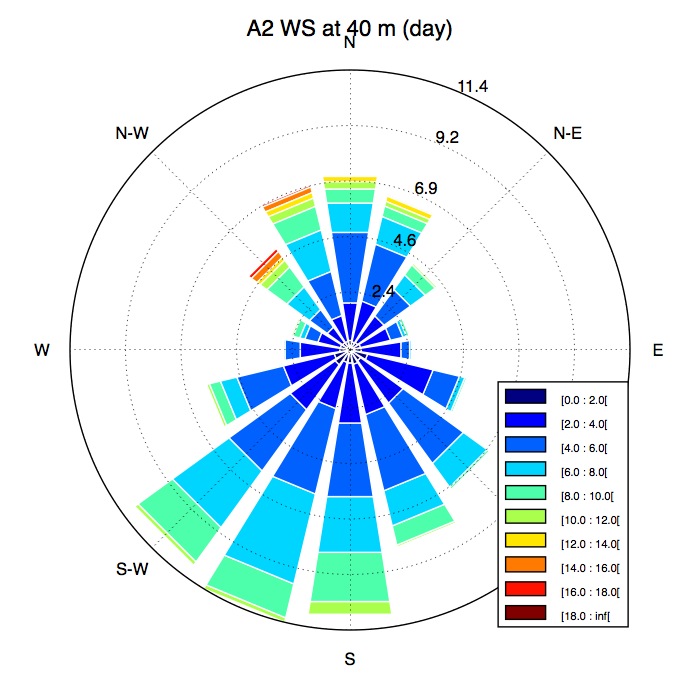 A2 WS at 40 m (day)
N
11.4
N-W
9.2
N-E
6.9
4.6
2.4
W
E
[0.0 : 2.0[
[2.0 : 4.0[
[4.0 : 6.0[
[6.0 : 8.0[
[8.0 : 10.0[
[10.0 : 12.0[
[12.0 : 14.0[
[14.0 : 16.0[
[16.0 : 18.0[
[18.0 : inf[
S-W
S